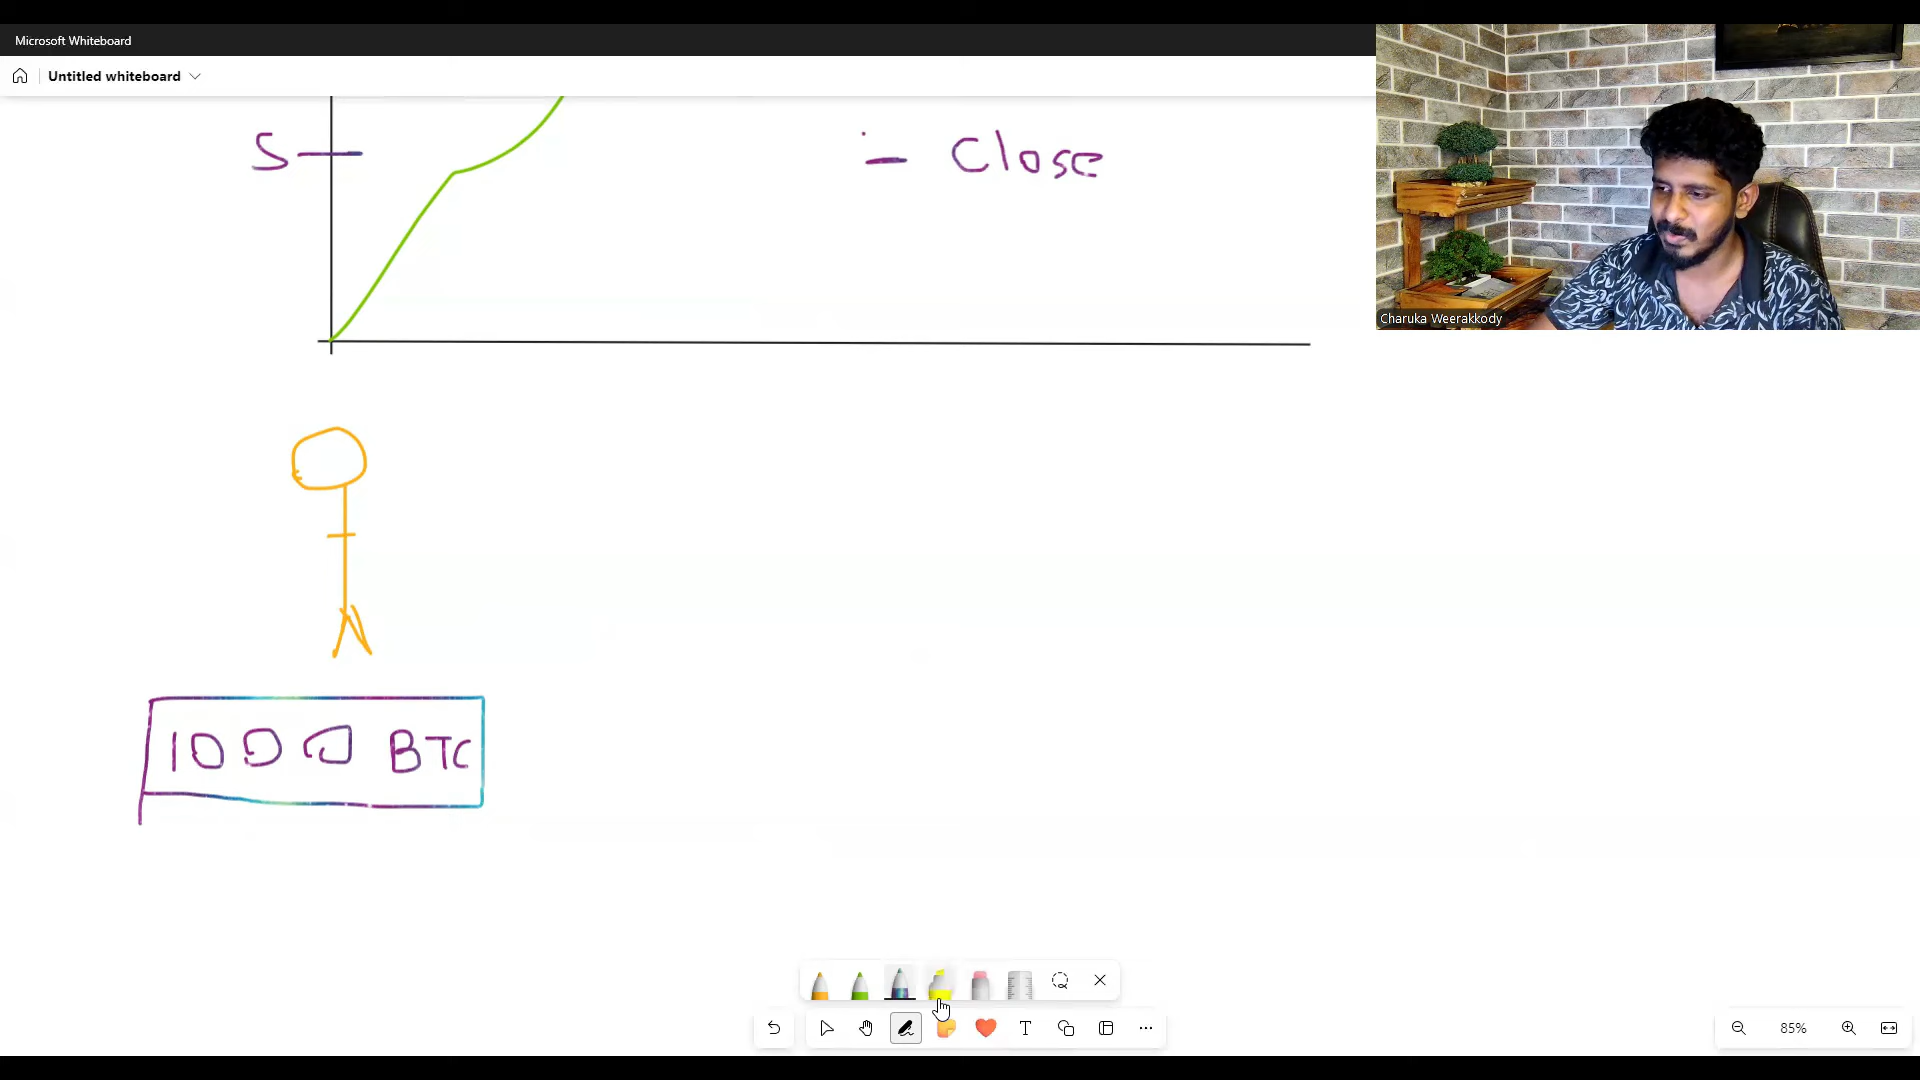 Microsoft Whiteboard
Untitled whiteboard
S
- Close
Charuka Weerakkody
1000 BTC
T
85%